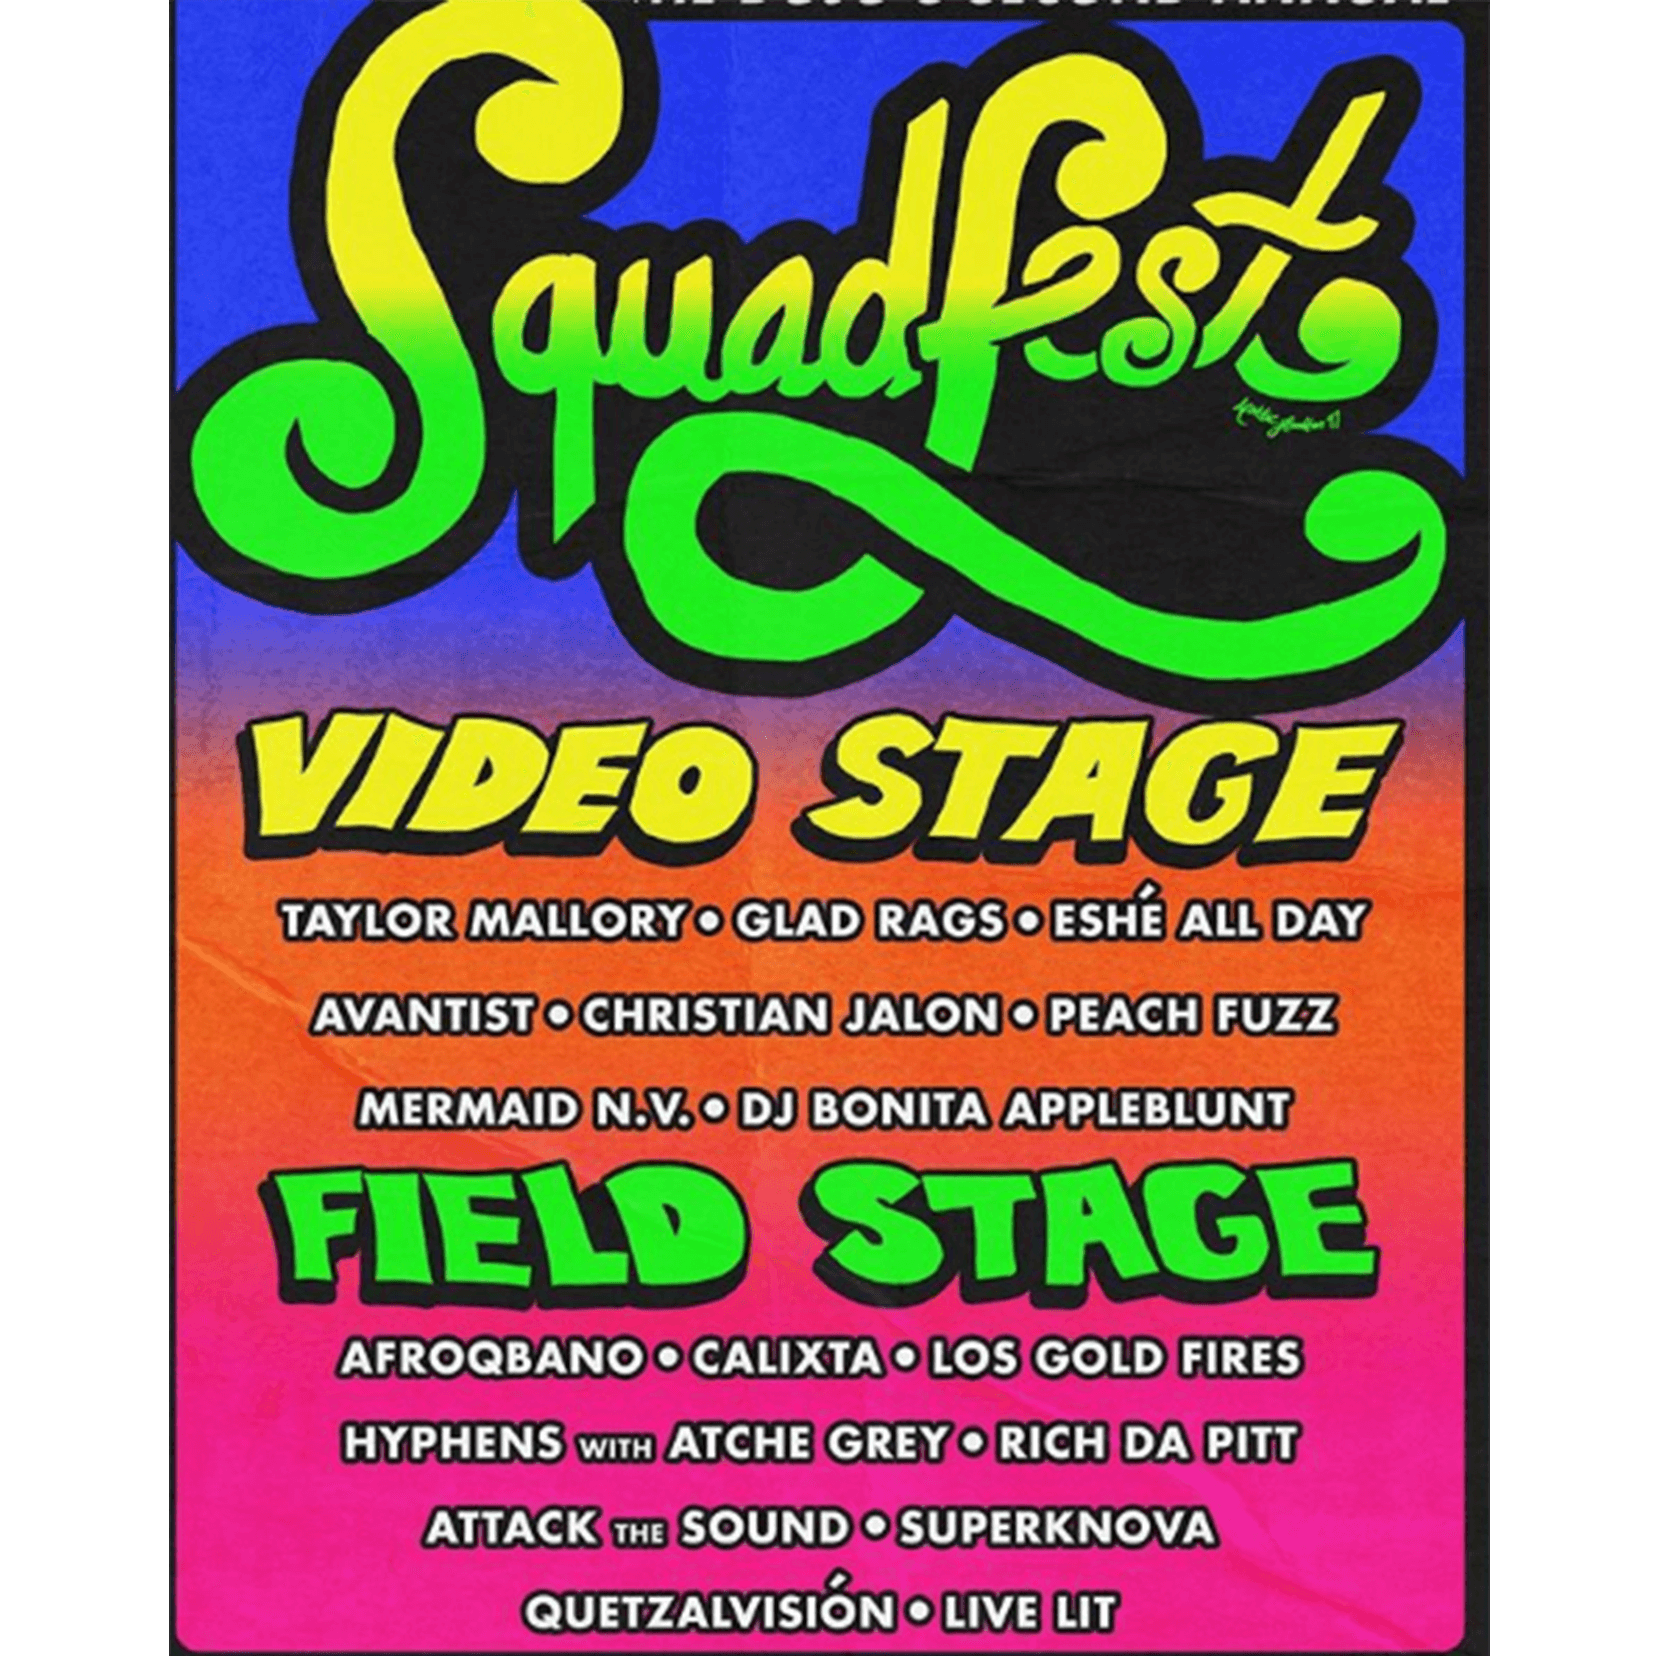 SECOND ANNUAL
Squadfest
VIDEO STAGE
TAYLOR MALLORY • GLAD RAGS • ESHÉ ALL DAY
AVANTIST • CHRISTIAN JALON • PEACH FUZZ
MERMAID N.V. • DJ BONITA APPLEBLUNT
FIELD STAGE
AFROQBANO • CALIXTA • LOS GOLD FIRES
HYPHENS WITH ATCHE GREY • RICH DA PITT
ATTACK THE SOUND • SUPERKNOVA
QUETZALVISIÓN • LIVE LIT